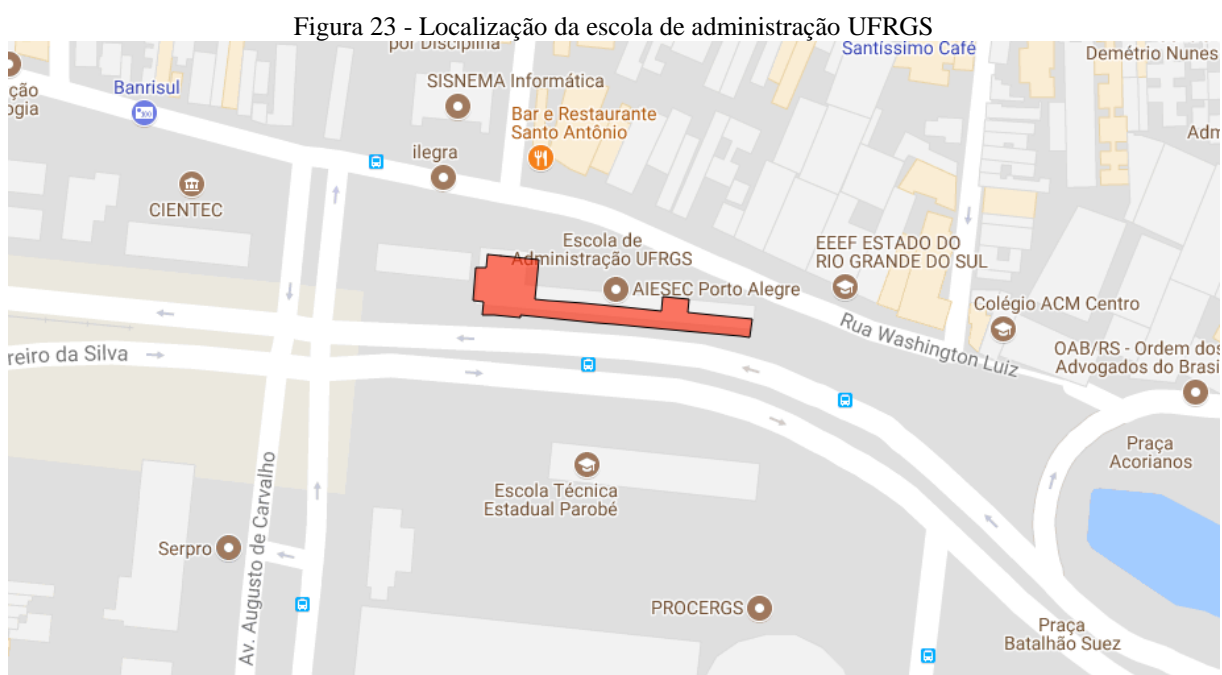 Figura 23 - Localização da escola de administração UFRGS
por Disciplina
Santíssimo Café
Demétrio Nunes
SISNEMA Informática
Banrisul
ção
ogia
Bar e Restaurante
Santo Antônio
Adm
ilegra
CIENTEC
Escola de
Administração UFRGS
EEEF ESTADO DO
RIO GRANDE DO SUL
AIESEC Porto Alegre
Colégio ACM Centro
Rua Washington Luiz
reiro da Silva
OAB/RS - Ordem dos
Advogados do Brasi
Praça
Acorianos
Escola Técnica
Estadual Parobé
Av. Augusto de Carvalho
Serpro
PROCERGS
Praça
Batalhão Suez